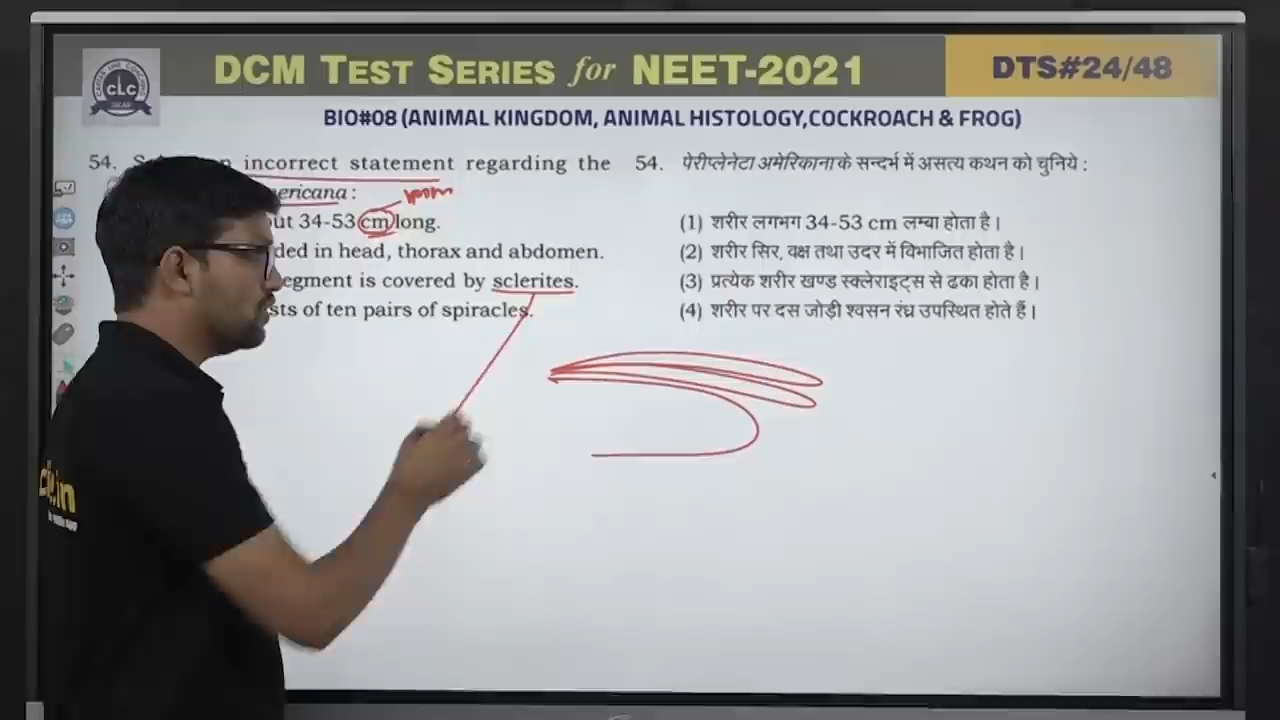 CLC
DCM TEST SERIES for NEET-2021
DTS#24/48
BIO#08 (ANIMAL KINGDOM, ANIMAL HISTOLOGY,COCKROACH & FROG)
54. incorrect statement regarding the
ericana :
ut 34-53 cm long.
mm
ded in head, thorax and abdomen.
egment is covered by sclerites.
sts of ten pairs of spiracles.
54. पेरीप्लेनेटा अमेरिकाना के सन्दर्भ में असत्य कथन को चुनिये :
(1) शरीर लगभग 34-53 cm लम्बा होता है।
(2) शरीर सिर, वक्ष तथा उदर में विभाजित होता है।
(3) प्रत्येक शरीर खण्ड स्क्लेराइट्स से ढका होता है।
(4) शरीर पर दस जोड़ी श्वसन रंध्र उपस्थित होते हैं।